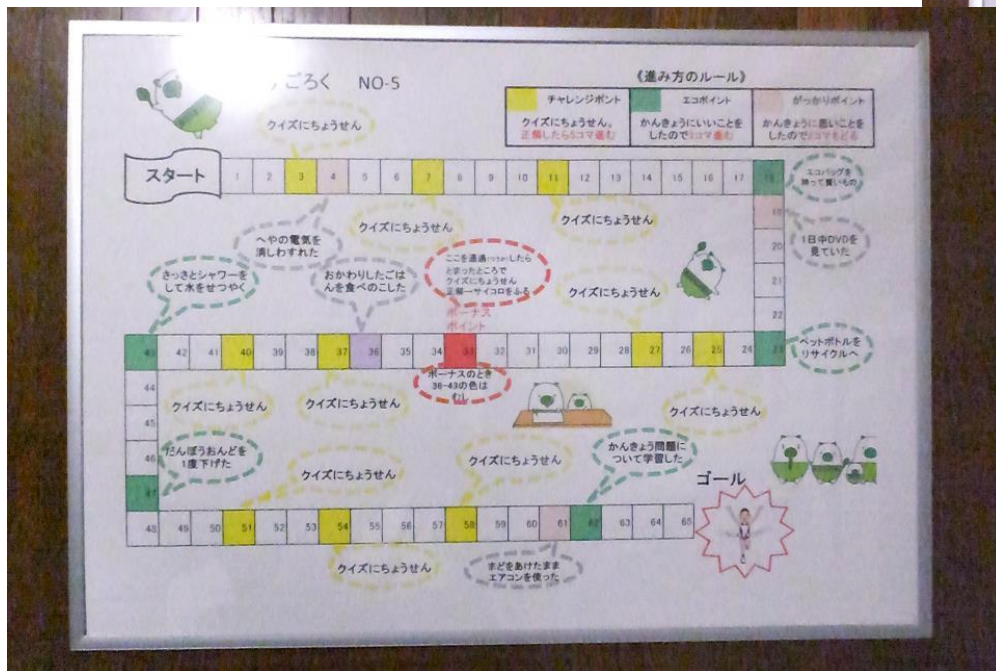 ごろく NO-5
《進み方のルール》
チャレンジポント
クイズにちょうせん。
正解したら5コマ進む
エコポイント
かんきょうにいいことを
したので3コマ進む
がっかりポイント
かんきょうに悪いことを
したので
クイズにちょうせん
スタート
1 2 3 4 5 6 7 8 9 10 11 12 13 14 15 16 17 18
エコバッグを
持って買いもの
クイズにちょうせん
クイズにちょうせん
19
1日中DVDを
見ていた
20
21
22
へやの電気を
消しわすれた
さっさとシャワーを
して水をせつやく
おかわりしたごは
んを食べのこした
ここを通過したら
とまったところで
クイズにちょうせん
正解→サイコロをふる
クイズにちょうせん
ボーナス
ポイント
43 42 41 40 39 38 37 36 35 34 33 32 31 30 29 28 27 26 25 24 23
ペットボトルを
リサイクルへ
ボーナスのとき
36-43の色は
むし
44
45
46
47
クイズにちょうせん
クイズにちょうせん
クイズにちょうせん
だんぼうおんどを
1度下げた
クイズにちょうせん
クイズにちょうせん
かんきょう問題に
ついて学習した
ゴール
48 49 50 51 52 53 54 55 56 57 58 59 60 61 62 63 64 65
クイズにちょうせん
まどをあけたまま
エアコンを使った